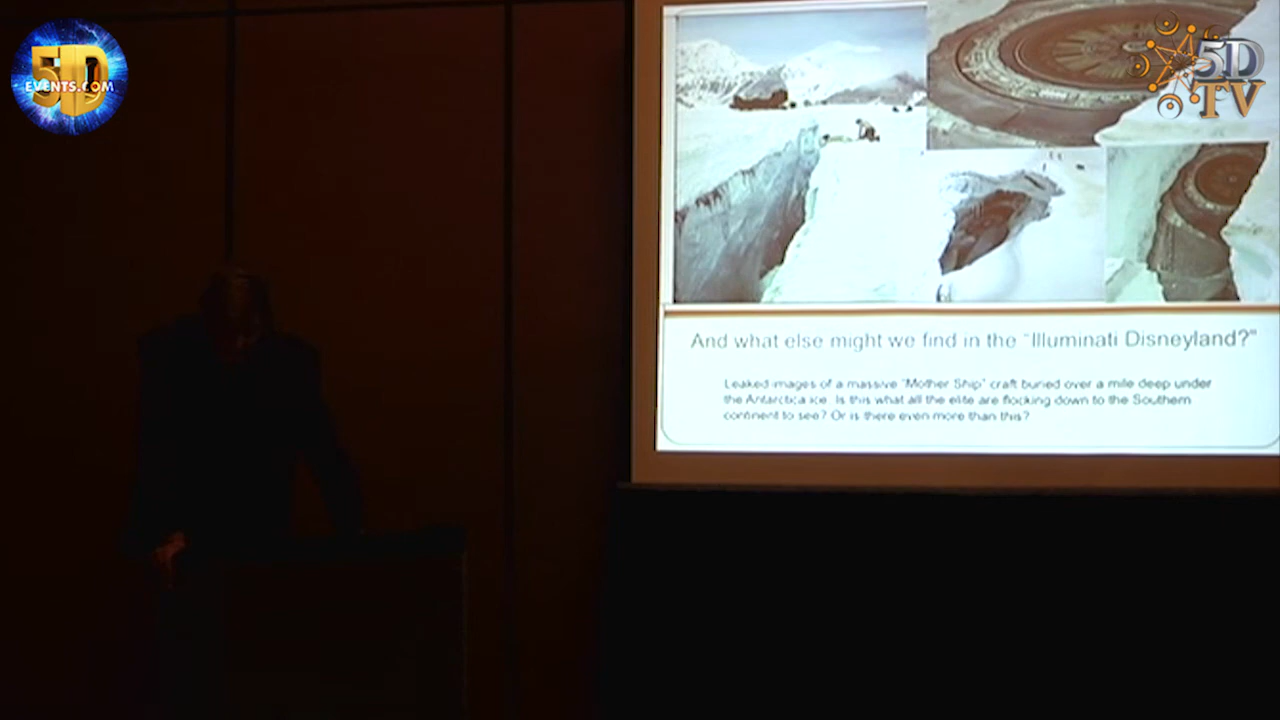 5D
EVENTS.COM
5D
TV
And what else might we find in the "Illuminati Disneyland?"
Leaked images of a massive "Mother Ship" craft buried over a mile deep under
the Antarctica ice. Is this what all the elite are flocking down to the Southern
continent to see? Or is there even more than this?